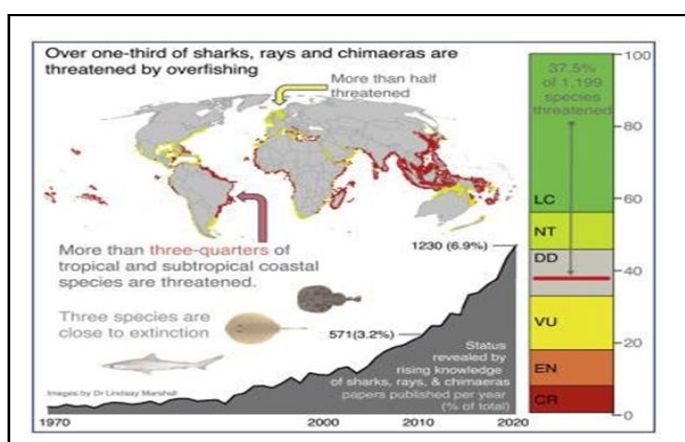 Over one-third of sharks, rays and chimaeras are
threatened by overfishing
More than half
threatened
More than three-quarters of
tropical and subtropical coastal
species are threatened.
Three species are
close to extinction
Images by Dr Lindsay Marshall
1230 (6.9%)
571(3.2%)
Status
revealed by
rising knowledge
of sharks, rays, & chimaeras
papers published per year
(% of total)
1970
2000
2010
2020
37.5%
of 1,199
species
threatened
LC
NT
DD
VU
EN
CR
100
80
60
40
20
0